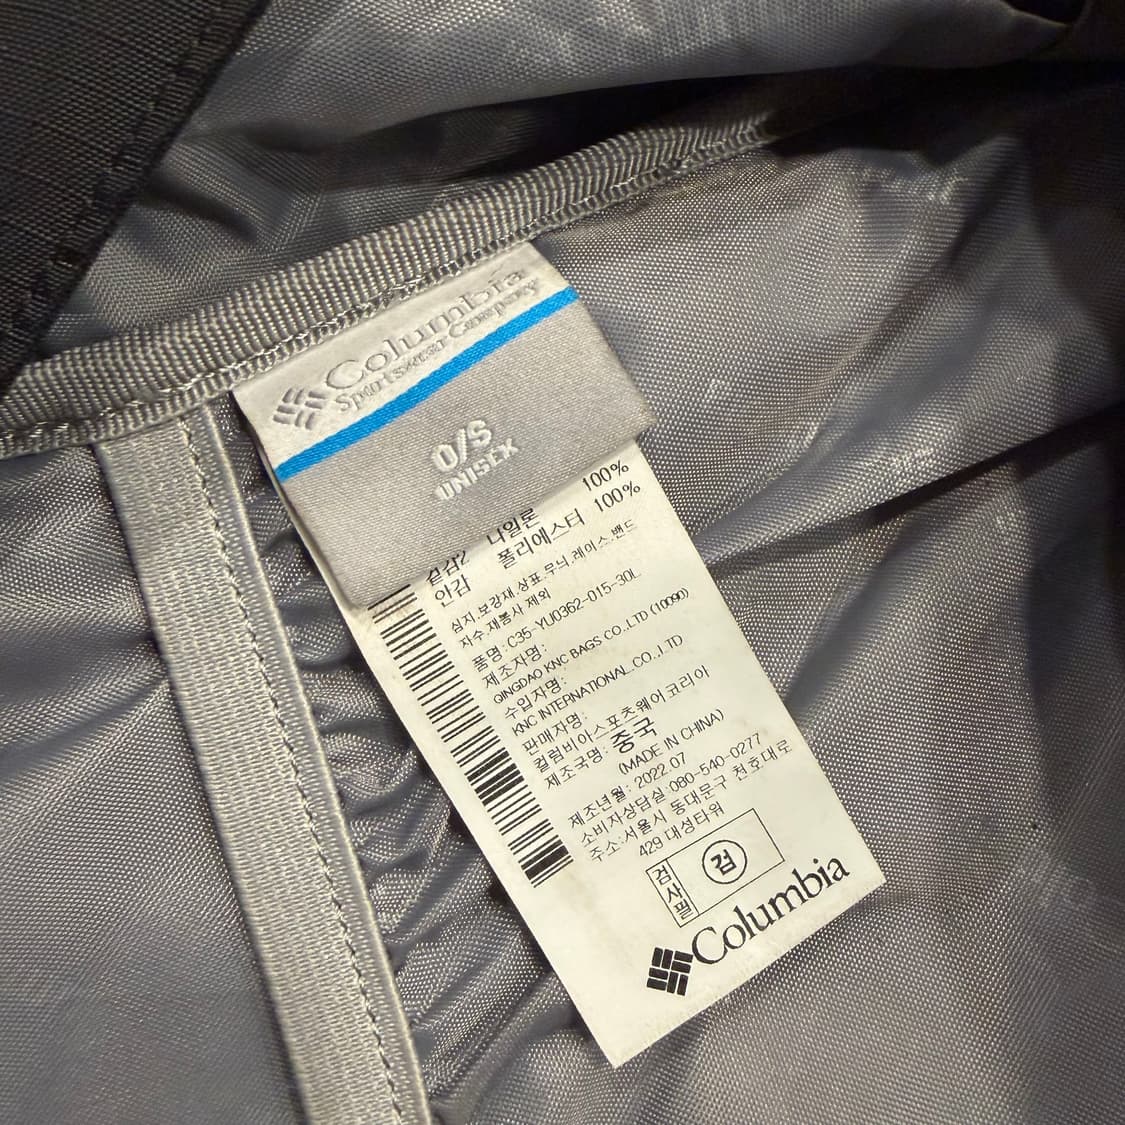 Columbia
Sportswear Company
O/S
UNISEX
100%
겉감2 나일론 100%
안감 폴리에스터
심지,보강재,상표,무늬,레이스,밴드
자수,재봉사 제외
품명:C35-YU0362-015-30L
제조자명:
QINGDAO KNC BAGS CO.,LTD (10090)
수입자명:
KNC INTERNATIONAL.,CO.,LTD
판매자명:
컬럼비아스포츠웨어코리아
제조국명: 중국
(MADE IN CHINA)
제조년월: 2022.07
소비자상담실:080-540-0277
주소:서울시 동대문구 천호대로
429 대성타워
검사필
검
Columbia